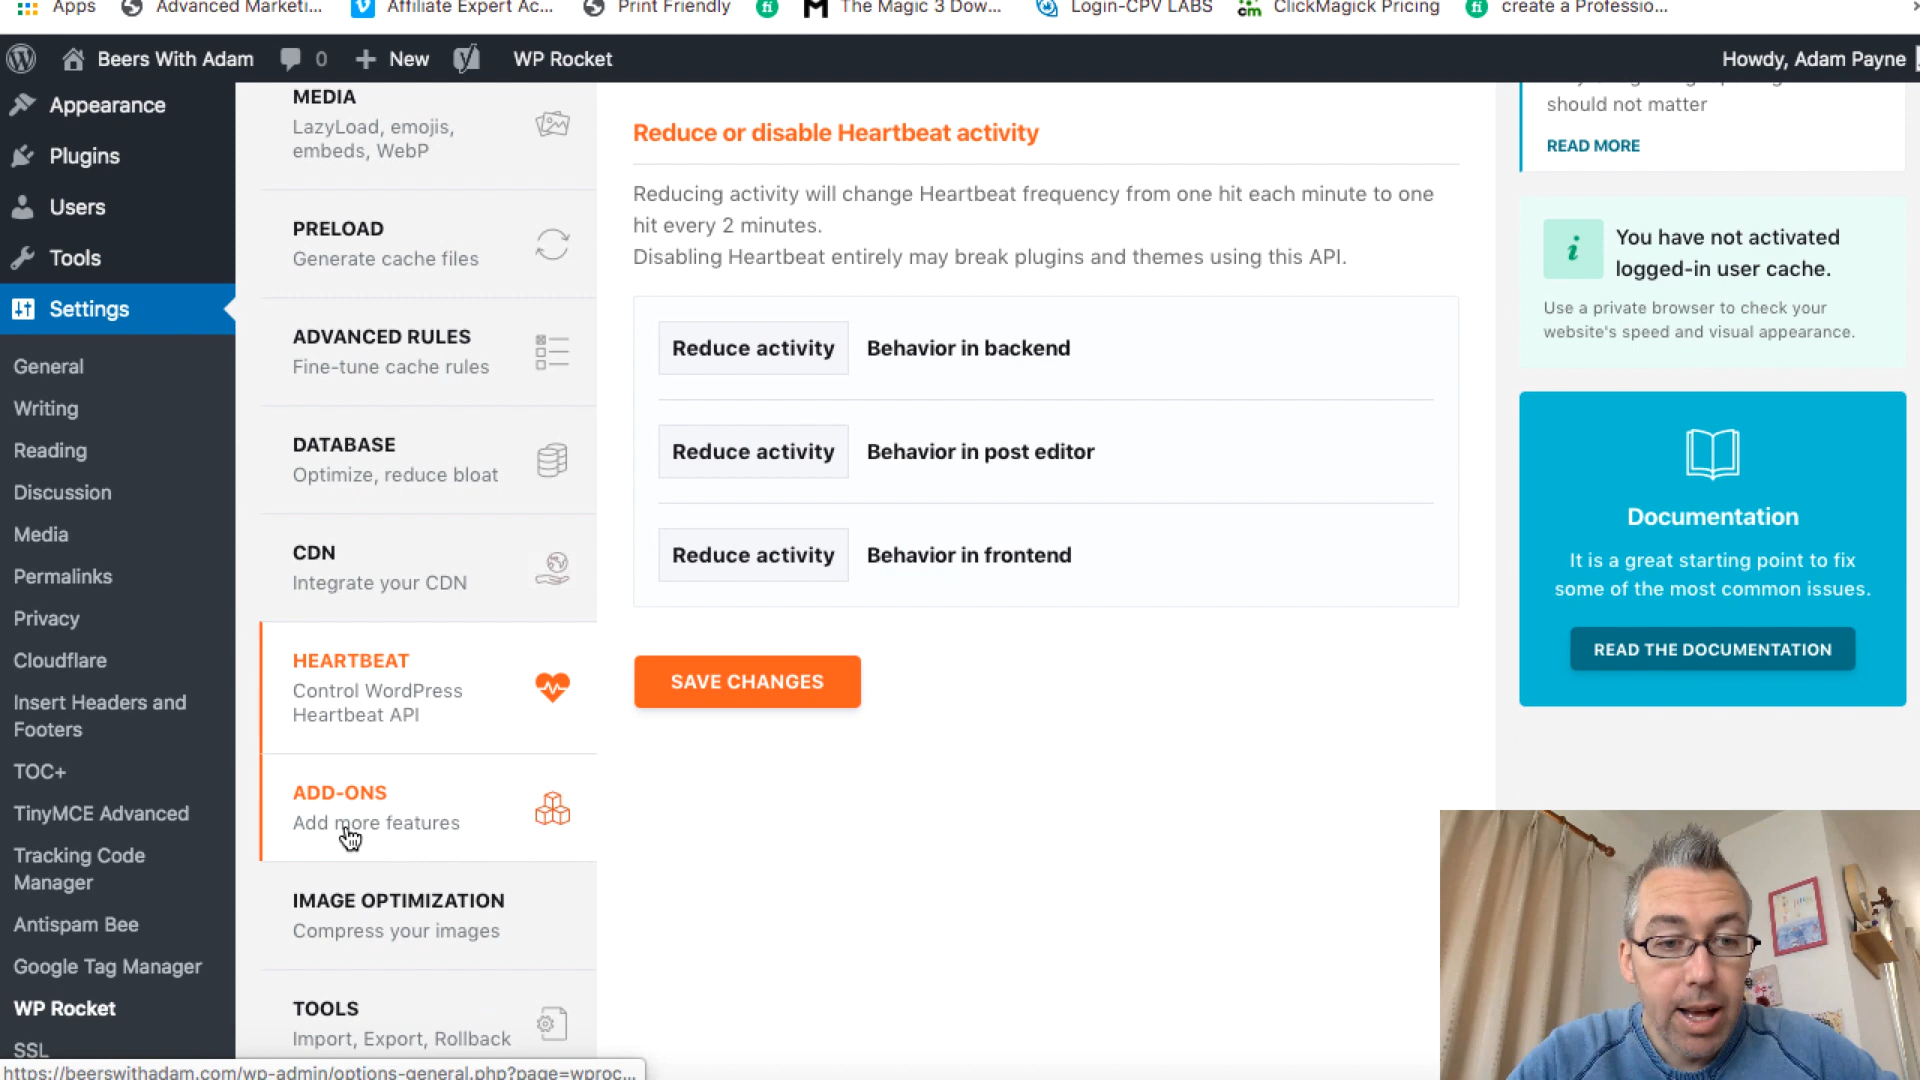 Apps
Advanced Marketi...
Affiliate Expert Ac...
Print Friendly
The Magic 3 Dow...
Login-CPV LABS
ClickMagick Pricing
create a Professio...
Beers With Adam
0
New
WP Rocket
Howdy, Adam Payne
Appearance
Plugins
Users
Tools
Settings
General
Writing
Reading
Discussion
Media
Permalinks
Privacy
Cloudflare
Insert Headers and
Footers
TOC+
TinyMCE Advanced
Tracking Code
Manager
Antispam Bee
Google Tag Manager
WP Rocket
SSL
https://beerswithadam.com/wp-admin/options-general.php?page=wproc...
MEDIA
LazyLoad, emojis,
embeds, WebP
PRELOAD
Generate cache files
ADVANCED RULES
Fine-tune cache rules
DATABASE
Optimize, reduce bloat
CDN
Integrate your CDN
HEARTBEAT
Control WordPress
Heartbeat API
ADD-ONS
Add more features
IMAGE OPTIMIZATION
Compress your images
TOOLS
Import, Export, Rollback
Reduce or disable Heartbeat activity
Reducing activity will change Heartbeat frequency from one hit each minute to one
hit every 2 minutes.
Disabling Heartbeat entirely may break plugins and themes using this API.
Reduce activity Behavior in backend
Reduce activity Behavior in post editor
Reduce activity Behavior in frontend
SAVE CHANGES
should not matter
READ MORE
You have not activated
logged-in user cache.
Use a private browser to check your
website's speed and visual appearance.
Documentation
It is a great starting point to fix
some of the most common issues.
READ THE DOCUMENTATION